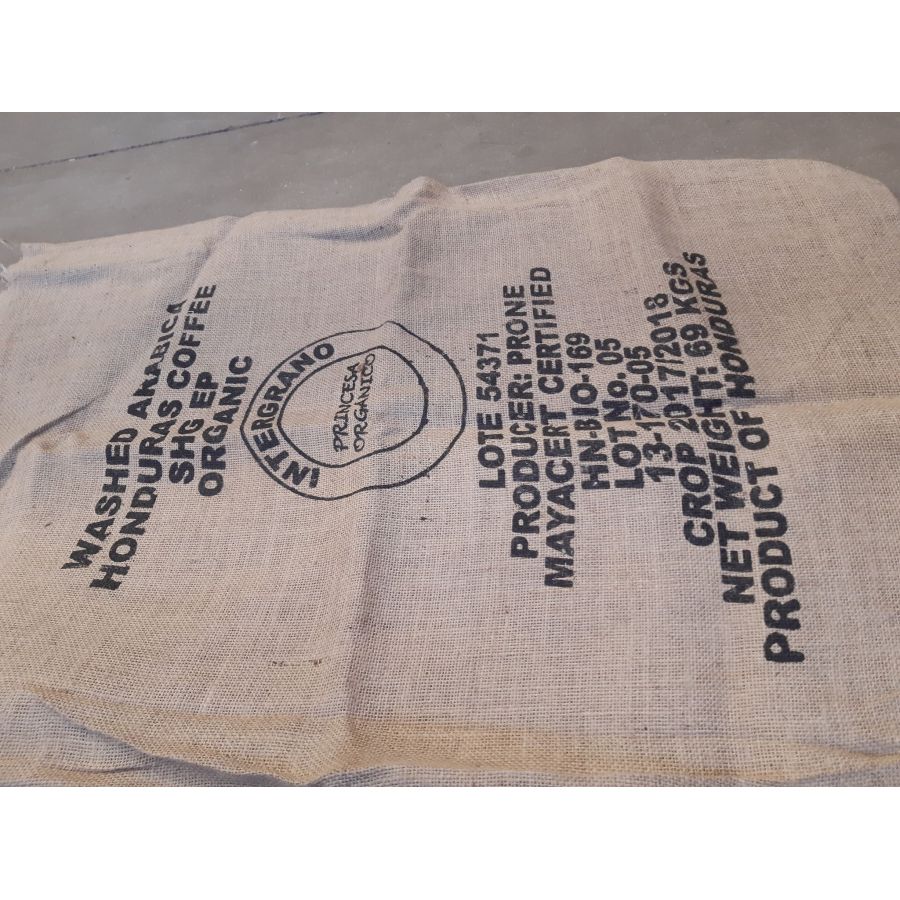 WASHED ARABICA
HONDURAS COFFEE
SHG EP
ORGANIC
INTERGRANO
PRINCESA
ORGANICO
LOTE 54371
PRODUCER: PRONE
MAYACERT CERTIFIED
HN-BIO-169
LOT No. 05
13-170-05
CROP 2017/2018
NET WEIGHT: 69 KGS
PRODUCT OF HONDURAS